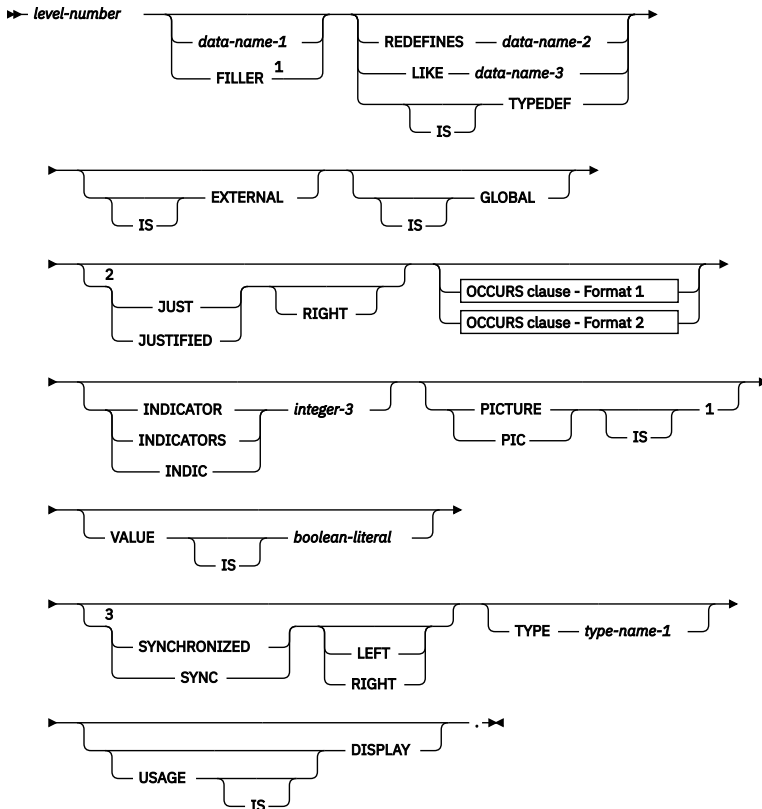 level-number
data-name-1
FILLER 1
REDEFINES data-name-2
LIKE data-name-3
TYPEDEF
IS
EXTERNAL
IS
GLOBAL
IS
2
JUST
JUSTIFIED
RIGHT
OCCURS clause - Format 1
OCCURS clause - Format 2
INDICATOR
INDICATORS
INDIC
integer-3
PICTURE
PIC
IS
1
VALUE
IS
boolean-literal
3
SYNCHRONIZED
SYNC
LEFT
RIGHT
TYPE type-name-1
USAGE
IS
DISPLAY
.